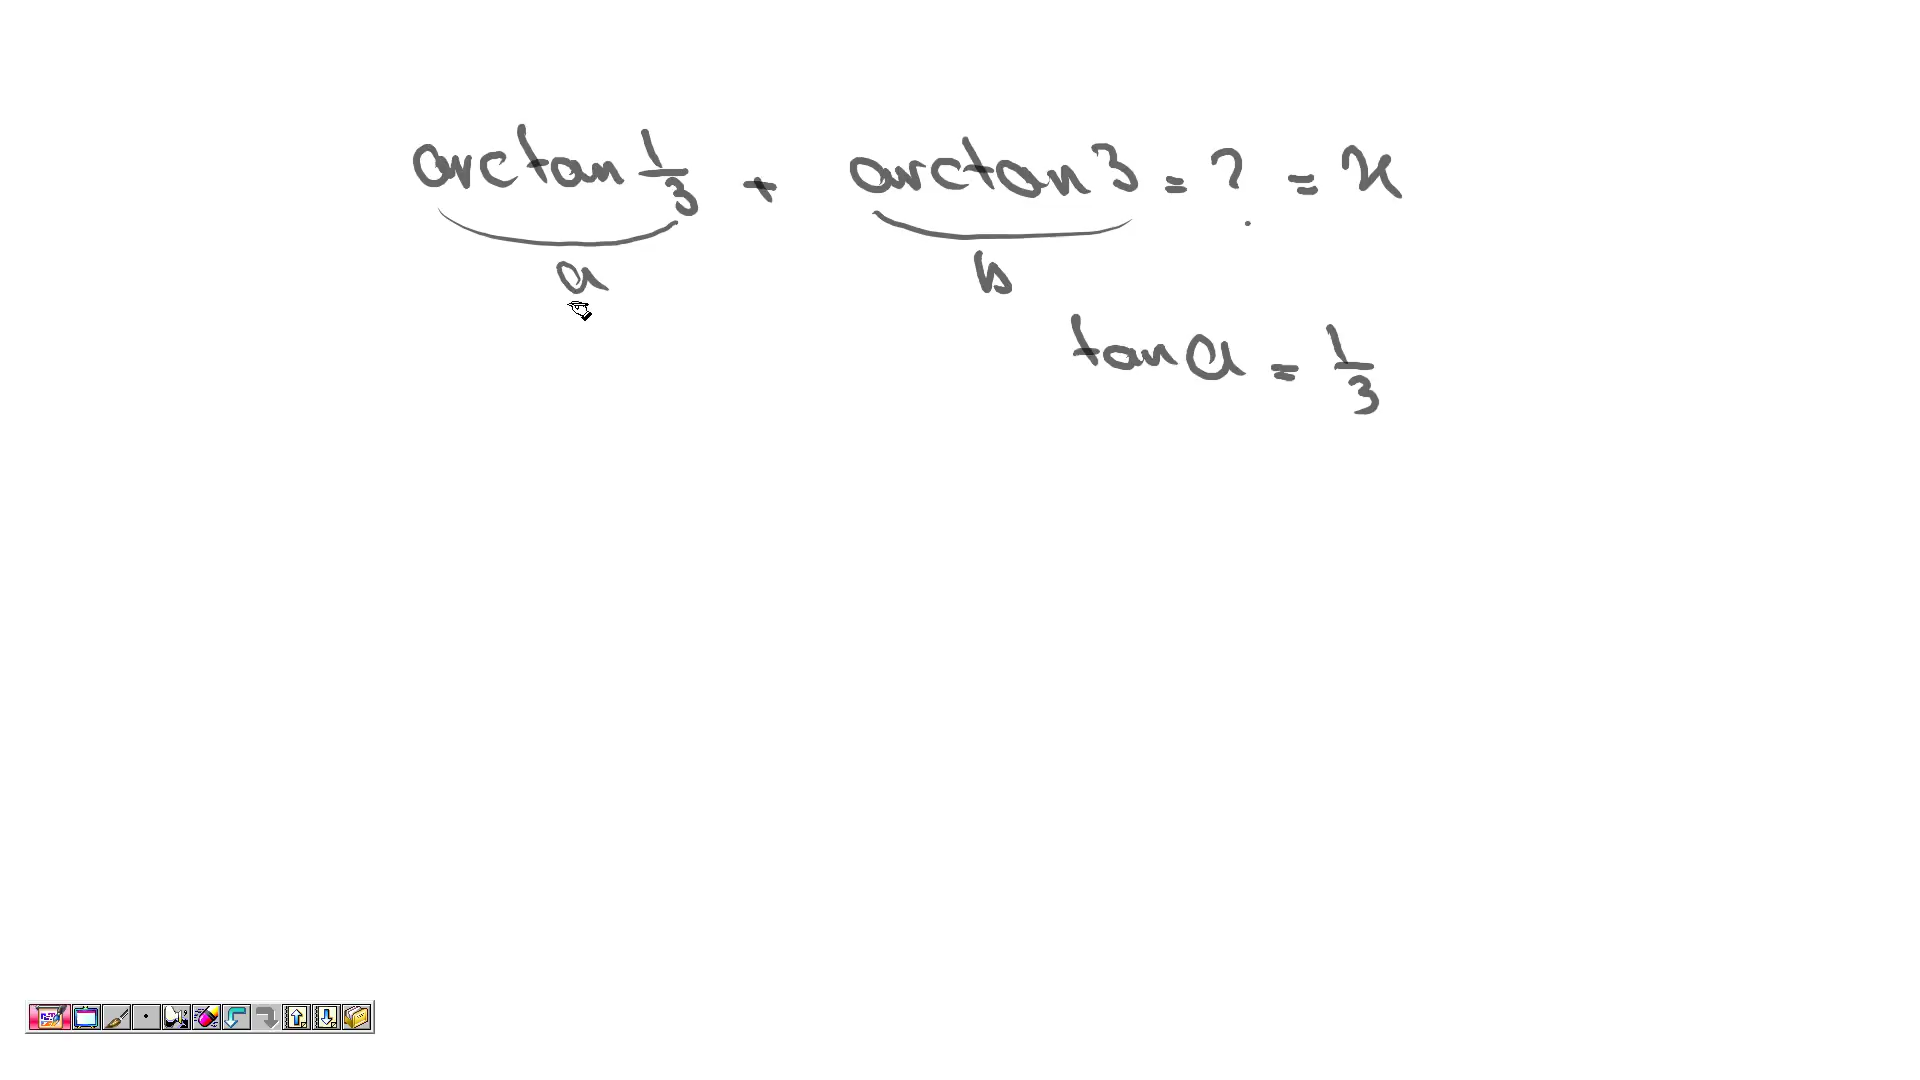 arctan 1/3 + arctan 3 = ? = x
a b
tan a = 1/3